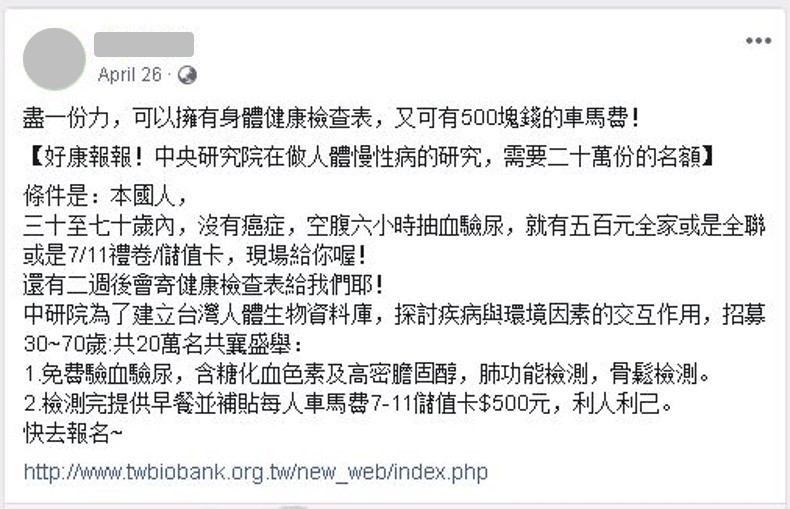 April 26
盡一份力，可以擁有身體健康檢查表，又可有500塊錢的車馬費！
【好康報報！中央研究院在做人體慢性病的研究，需要二十萬份的名額】
條件是：本國人，
三十至七十歲內，沒有癌症，空腹六小時抽血驗尿，就有五百元全家或是全聯
或是7/11禮卷/儲值卡，現場給你喔！
還有二週後會寄健康檢查表給我們耶！
中研院為了建立台灣人體生物資料庫，探討疾病與環境因素的交互作用，招募
30~70歲:共20萬名共襄盛舉：
1.免費驗血驗尿，含糖化血色素及高密膽固醇，肺功能檢測，骨鬆檢測。
2.檢測完提供早餐並補貼每人車馬費7-11儲值卡$500元，利人利己。
快去報名~
http://www.twbiobank.org.tw/new_web/index.php